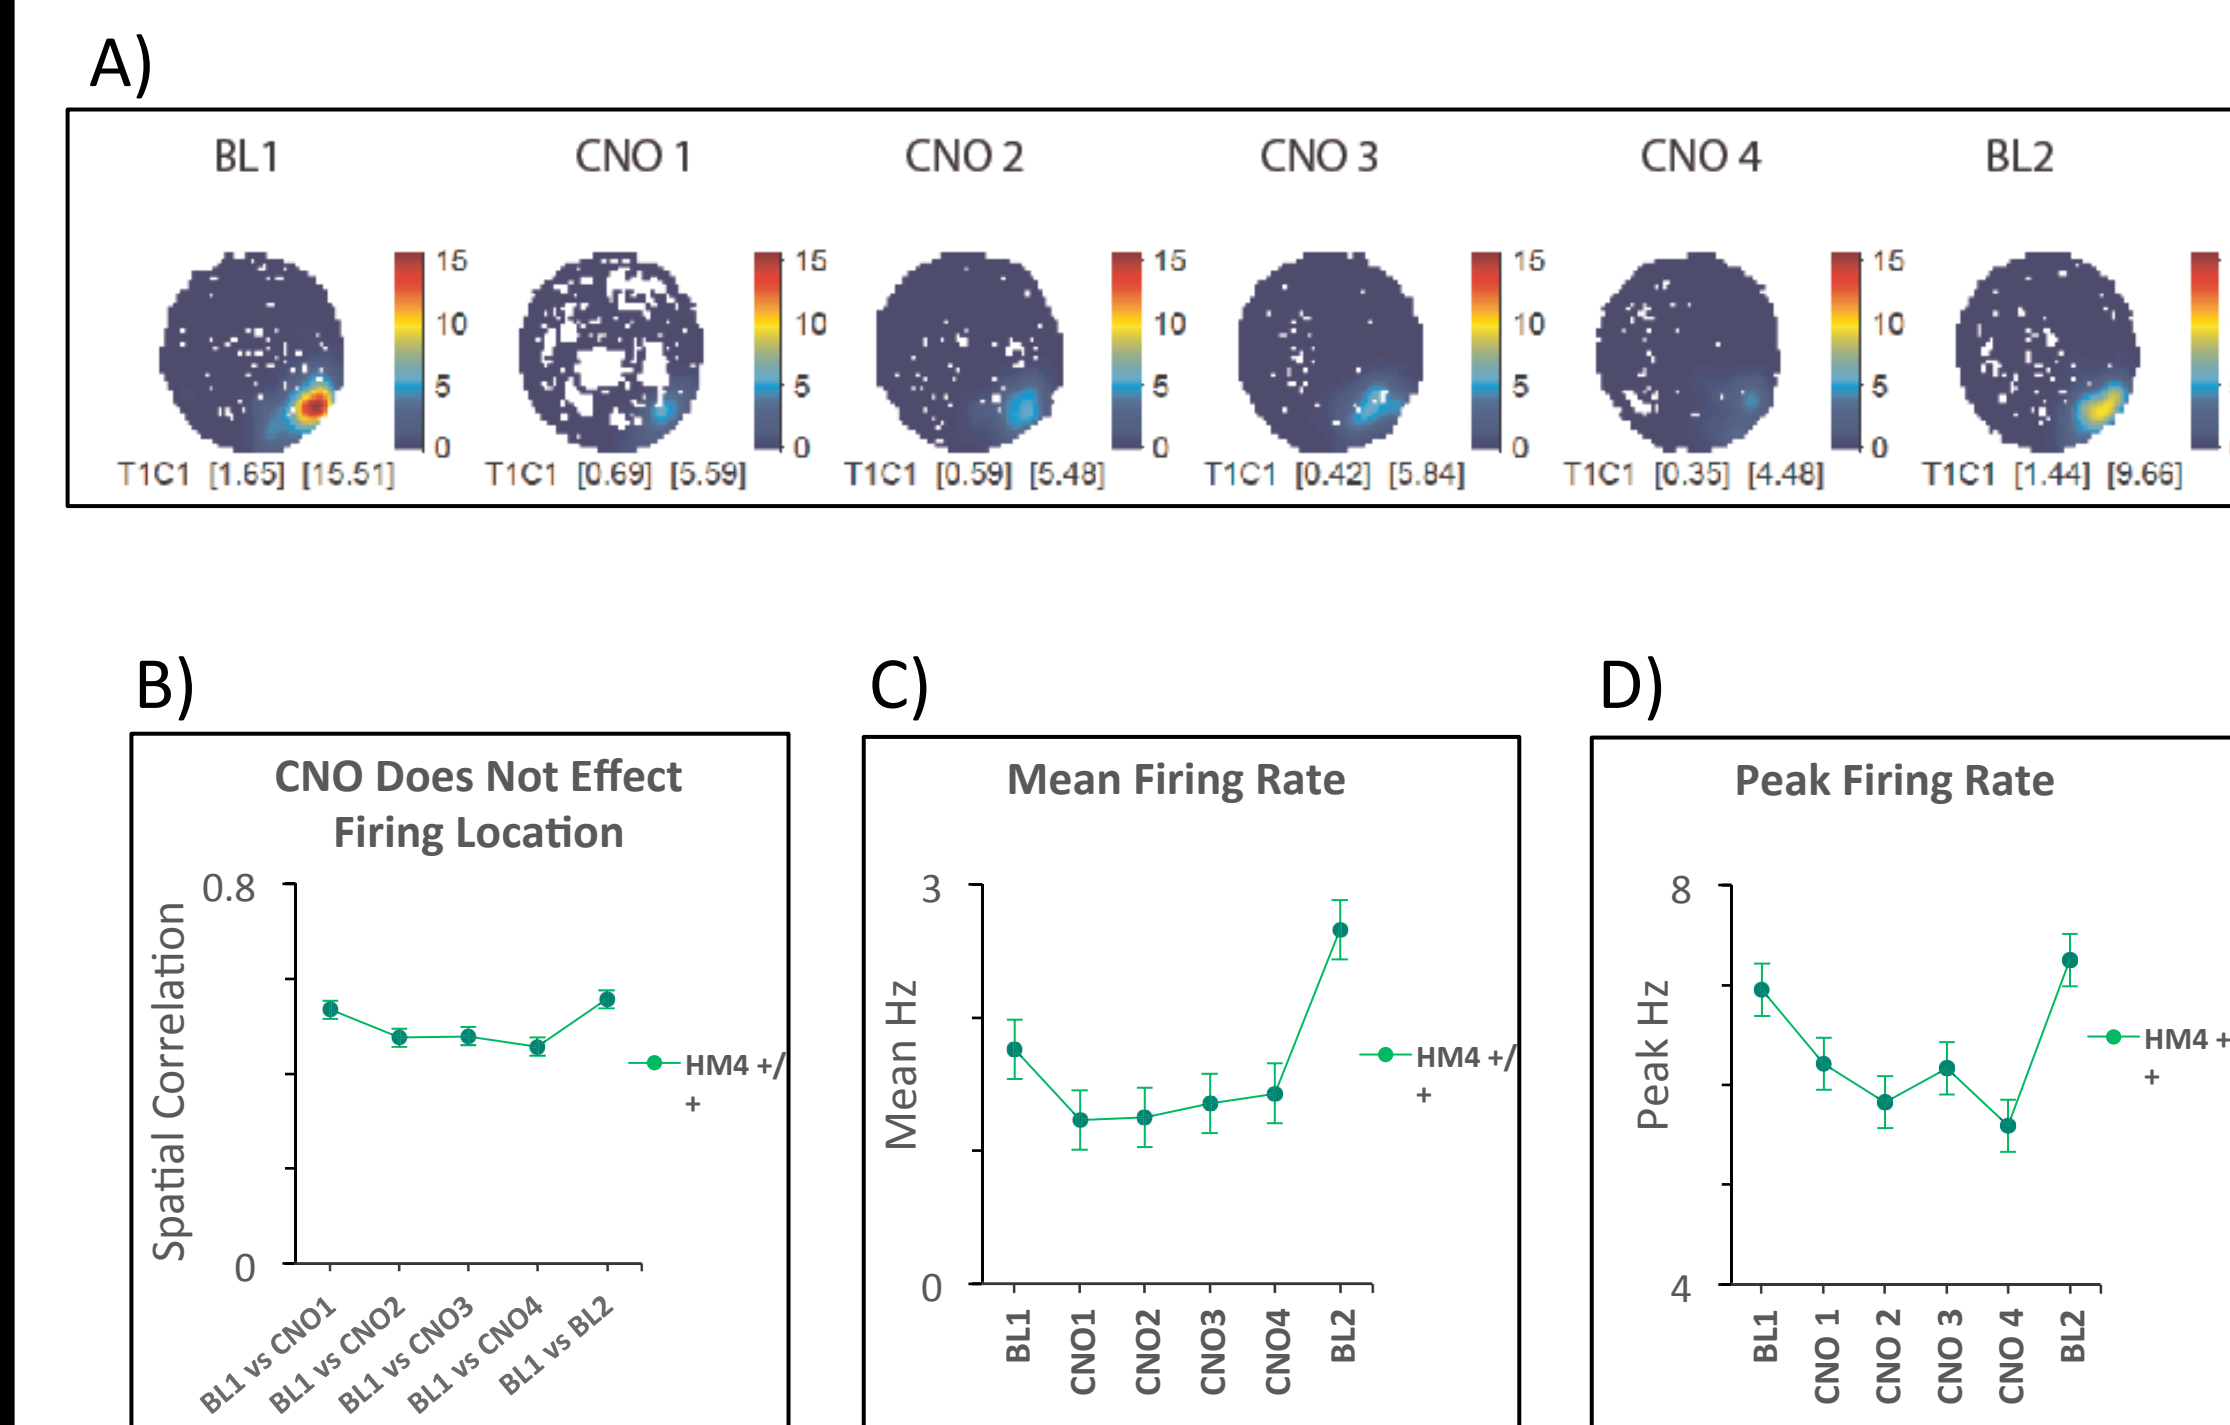 A)
BL1 CNO 1 CNO 2 CNO 3 CNO 4 BL2
15 15 15 15 15
10 10 10 10 10
5 5 5 5 5
0 0 0 0 0
T1C1 [1.65] [15.51] T1C1 [0.69] [5.59] T1C1 [0.59] [5.48] T1C1 [0.42] [5.84] T1C1 [0.35] [4.48] T1C1 [1.44] [9.66]
B)
CNO Does Not Effect
Firing Location
0.8
0
Spatial Correlation
HM4 +/
+
BL1 vs CNO1
BL1 vs CNO2
BL1 vs CNO3
BL1 vs CNO4
BL1 vs BL2
C)
Mean Firing Rate
3
0
Mean Hz
HM4 +/
+
BL1
CNO1
CNO2
CNO3
CNO4
BL2
D)
Peak Firing Rate
8
4
Peak Hz
HM4 +
+
BL1
CNO 1
CNO 2
CNO 3
CNO 4
BL2